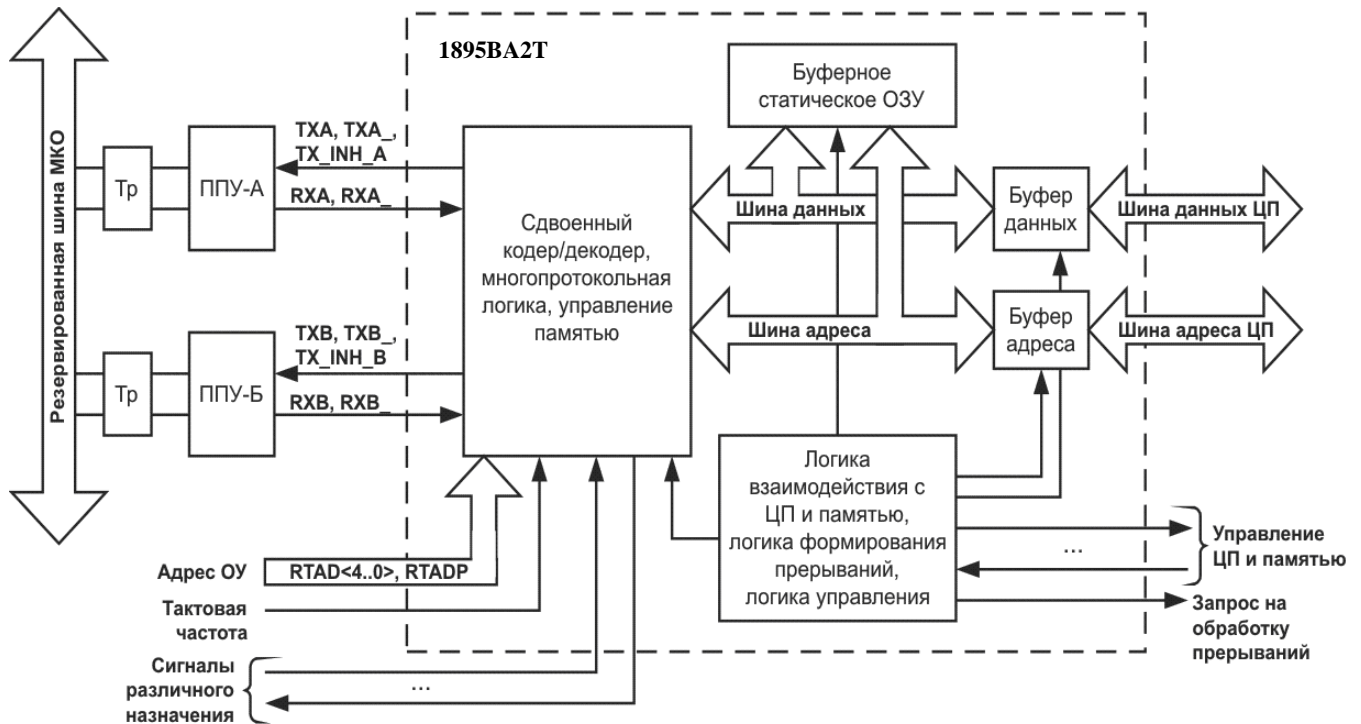 1895ВА2Т
Буферное
статическое ОЗУ
Резервированная шина МКО
Тр
ППУ-А
TXA, TXA_,
TX_INH_A
RXA, RXA_
Сдвоенный
кодер/декодер,
многопротокольная
логика, управление
памятью
Шина данных
Буфер
данных
Шина данных ЦП
Шина адреса
Буфер
адреса
Шина адреса ЦП
Тр
ППУ-Б
TXB, TXB_,
TX_INH_B
RXB, RXB_
Логика
взаимодействия с
ЦП и памятью,
логика формирования
прерываний,
логика управления
...
Управление
ЦП и памятью
Запрос на
обработку
прерываний
Адрес ОУ
RTAD<4..0>, RTADP
Тактовая
частота
Сигналы
различного
назначения
...